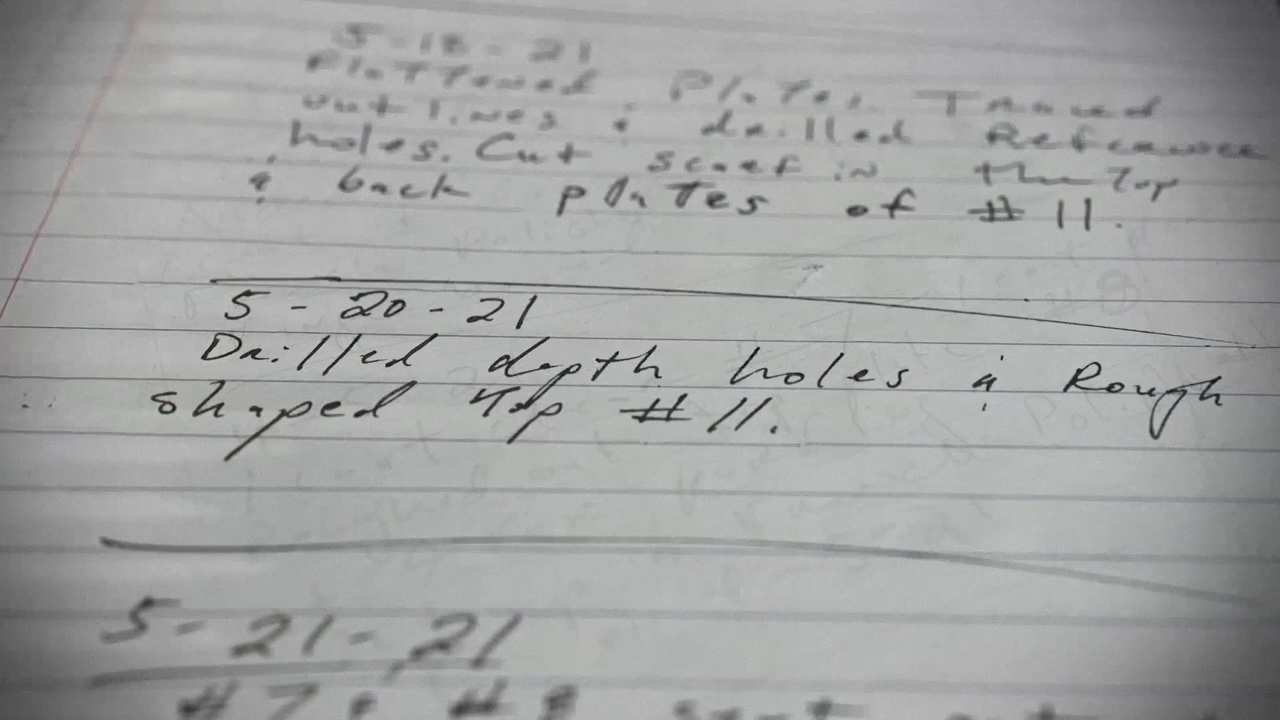 5-18-21
Flattened Plates. Traced
outlines & drilled Reference
holes. Cut scarf in the Top
& back plates of #11.
5-20-21
Drilled depth holes & Rough
shaped Top #11.
5-21-21
#7 & #8